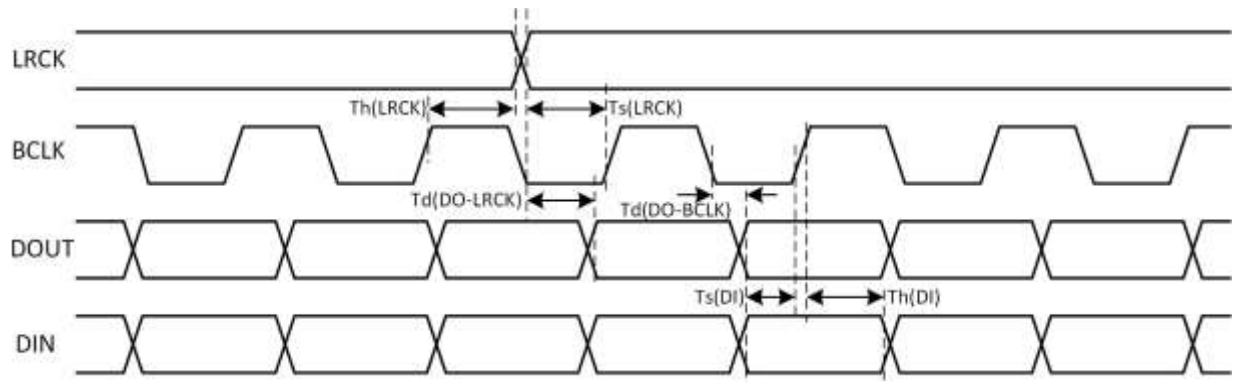 LRCK
Th(LRCK)
Ts(LRCK)
BCLK
Td(DO-LRCK)
Td(DO-BCLK)
DOUT
Ts(DI)
Th(DI)
DIN